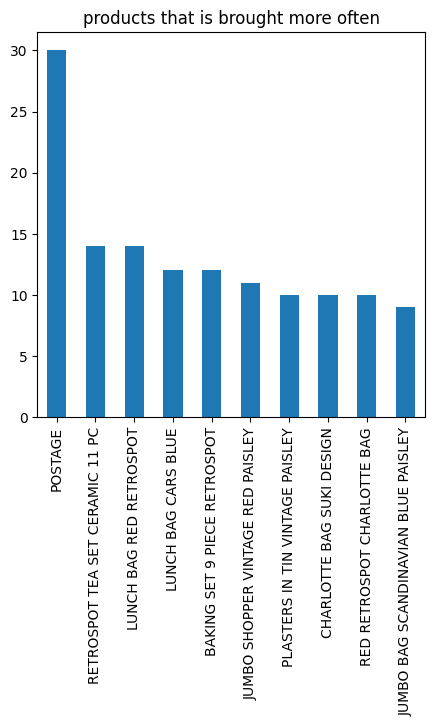 products that is brought more often
30
25
20
15
10
5
0
POSTAGE
RETROSPOT TEA SET CERAMIC 11 PC
LUNCH BAG RED RETROSPOT
LUNCH BAG CARS BLUE
BAKING SET 9 PIECE RETROSPOT
JUMBO SHOPPER VINTAGE RED PAISLEY
PLASTERS IN TIN VINTAGE PAISLEY
CHARLOTTE BAG SUKI DESIGN
RED RETROSPOT CHARLOTTE BAG
JUMBO BAG SCANDINAVIAN BLUE PAISLEY